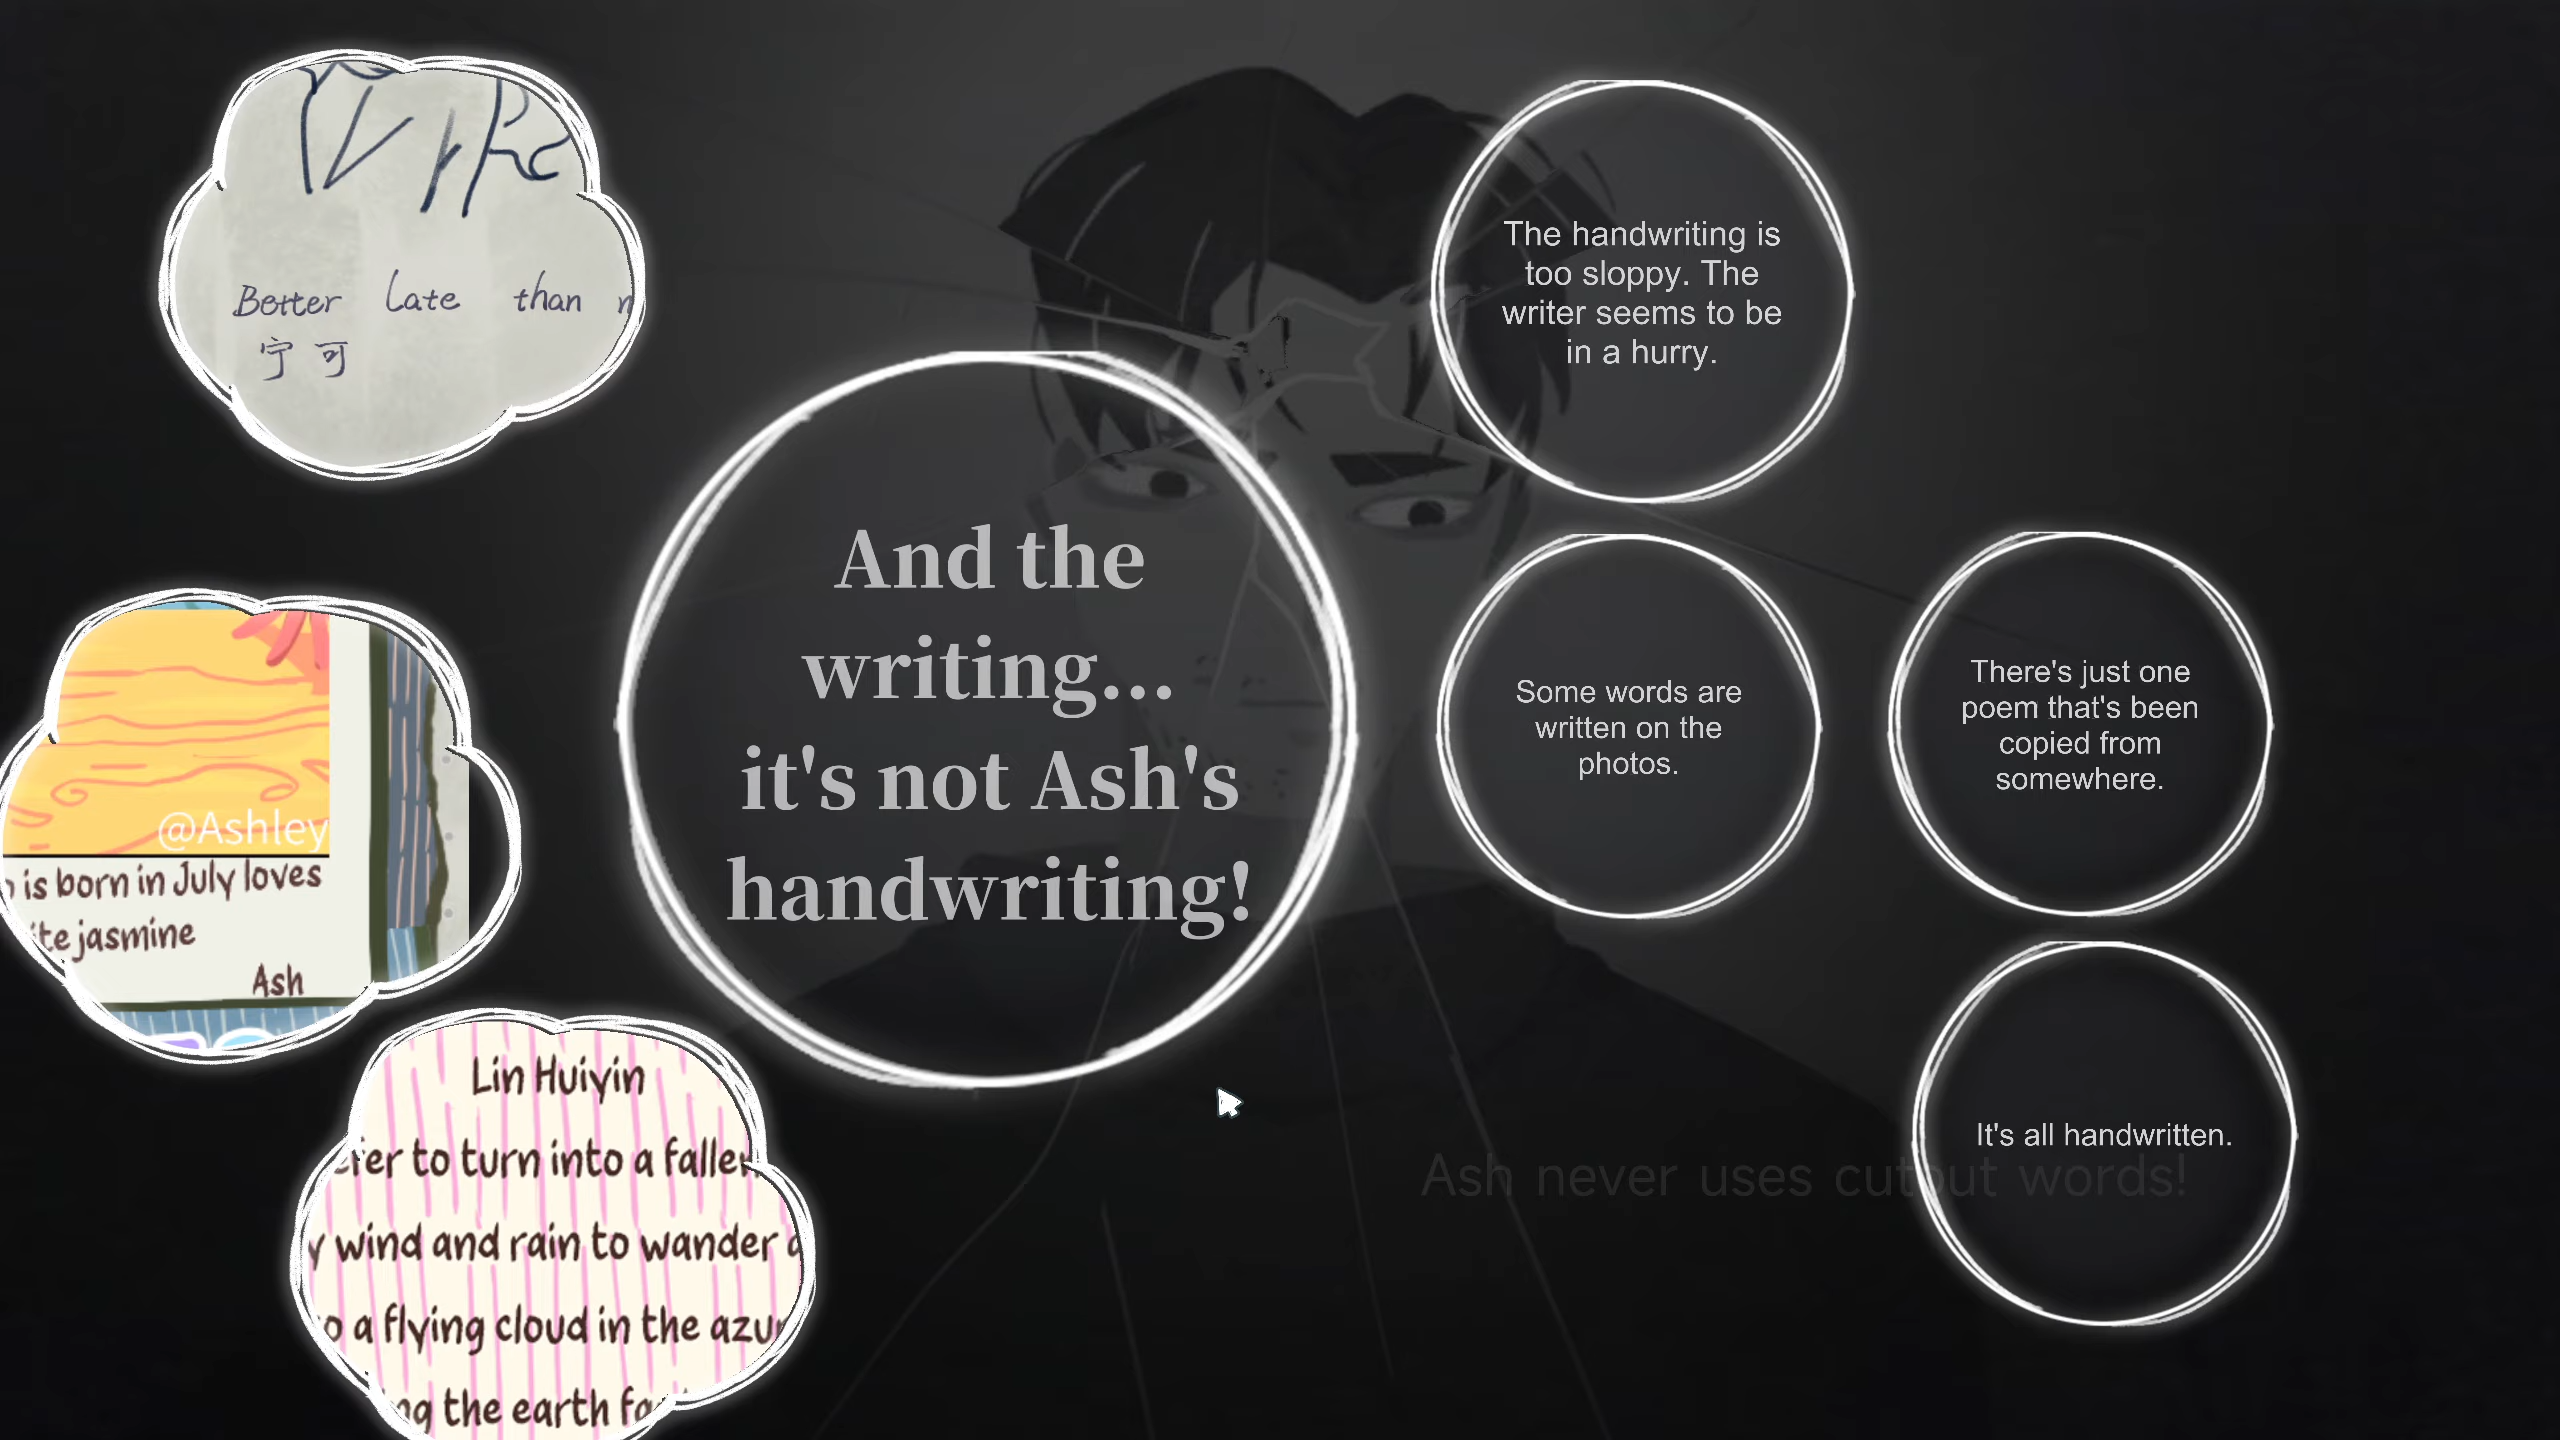 Better late than
宁可
@Ashley
is born in July loves
jasmine
Ash
Lin Huiyin
to turn into a
wind and rain to wander
a flying cloud in the
the earth
And the
writing...
it's not Ash's
handwriting!
The handwriting is
too sloppy. The
writer seems to be
in a hurry.
Some words are
written on the
photos.
There's just one
poem that's been
copied from
somewhere.
It's all handwritten.
Ash never uses cutout words!